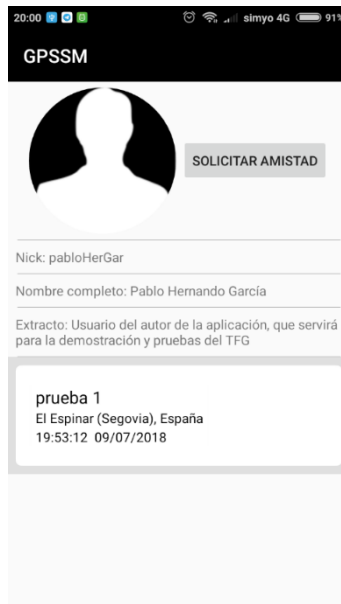 20:00 simyo 4G 91%
GPSSM
SOLICITAR AMISTAD
Nick: pabloHerGar
Nombre completo: Pablo Hernando García
Extracto: Usuario del autor de la aplicación, que servirá
para la demostración y pruebas del TFG
prueba 1
El Espinar (Segovia), España
19:53:12 09/07/2018